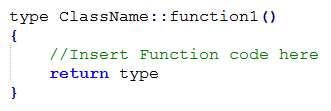 type ClassName::function1()
{
//Insert Function code here
return type
}